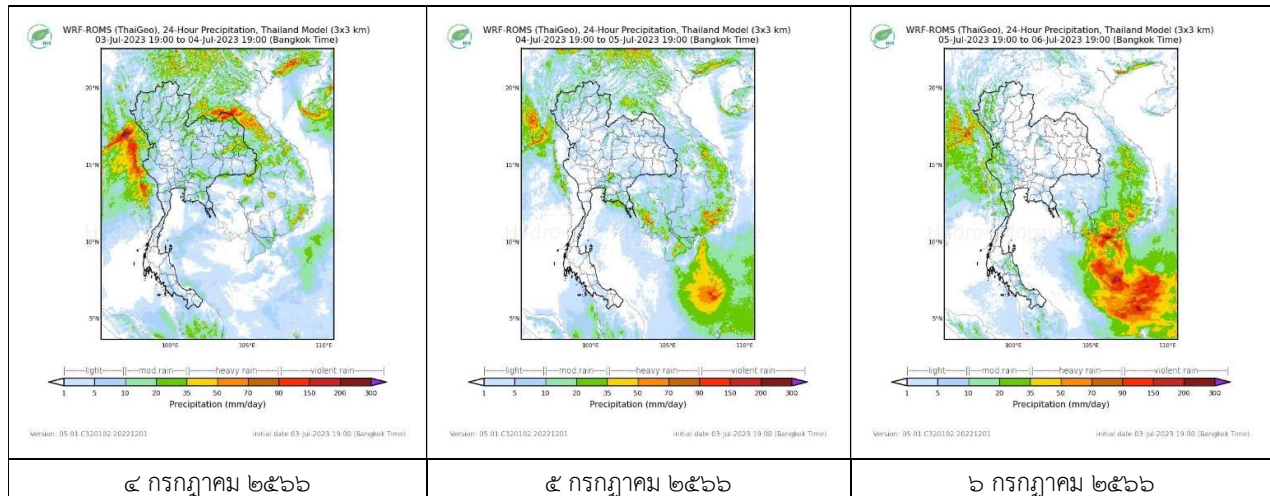 WRF-ROMS (ThaiGeo), 24-Hour Precipitation, Thailand Model (3x3 km)
03-Jul-2023 19:00 to 04-Jul-2023 19:00 (Bangkok Time)
20°N
15°N
10°N
5°N
100°E 105°E 110°E
|-------light-------||----mod.rain----||-------heavy rain-------||------violent rain------|
1 5 10 20 35 50 70 90 150 200 300
Precipitation (mm/day)
Version: 05.01.C320102.20221201 initial date 03-Jul-2023 19:00 (Bangkok Time)
๔ กรกฎาคม ๒๕๖๖
WRF-ROMS (ThaiGeo), 24-Hour Precipitation, Thailand Model (3x3 km)
04-Jul-2023 19:00 to 05-Jul-2023 19:00 (Bangkok Time)
20°N
15°N
10°N
5°N
100°E 105°E 110°E
|-------light-------||----mod.rain----||-------heavy rain-------||------violent rain------|
1 5 10 20 35 50 70 90 150 200 300
Precipitation (mm/day)
Version: 05.01.C320102.20221201 initial date 03-Jul-2023 19:00 (Bangkok Time)
๕ กรกฎาคม ๒๕๖๖
WRF-ROMS (ThaiGeo), 24-Hour Precipitation, Thailand Model (3x3 km)
05-Jul-2023 19:00 to 06-Jul-2023 19:00 (Bangkok Time)
20°N
15°N
10°N
5°N
100°E 105°E 110°E
|-------light-------||----mod.rain----||-------heavy rain-------||------violent rain------|
1 5 10 20 35 50 70 90 150 200 300
Precipitation (mm/day)
Version: 05.01.C320102.20221201 initial date 03-Jul-2023 19:00 (Bangkok Time)
๖ กรกฎาคม ๒๕๖๖